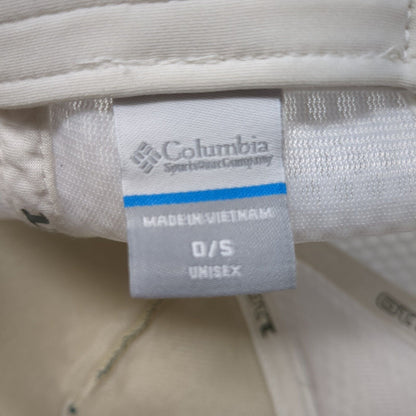 Columbia
Sportswear Company
MADE IN VIETNAM
O/S
UNISEX